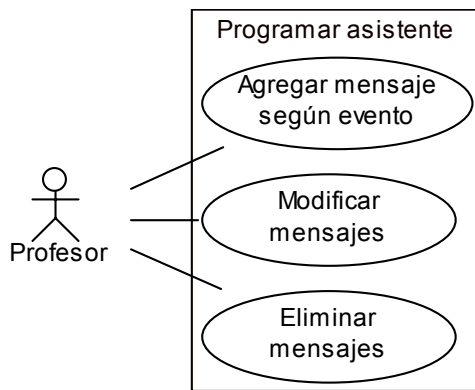 Programar asistente
Agregar mensaje
según evento
Modificar
mensajes
Profesor
Eliminar
mensajes